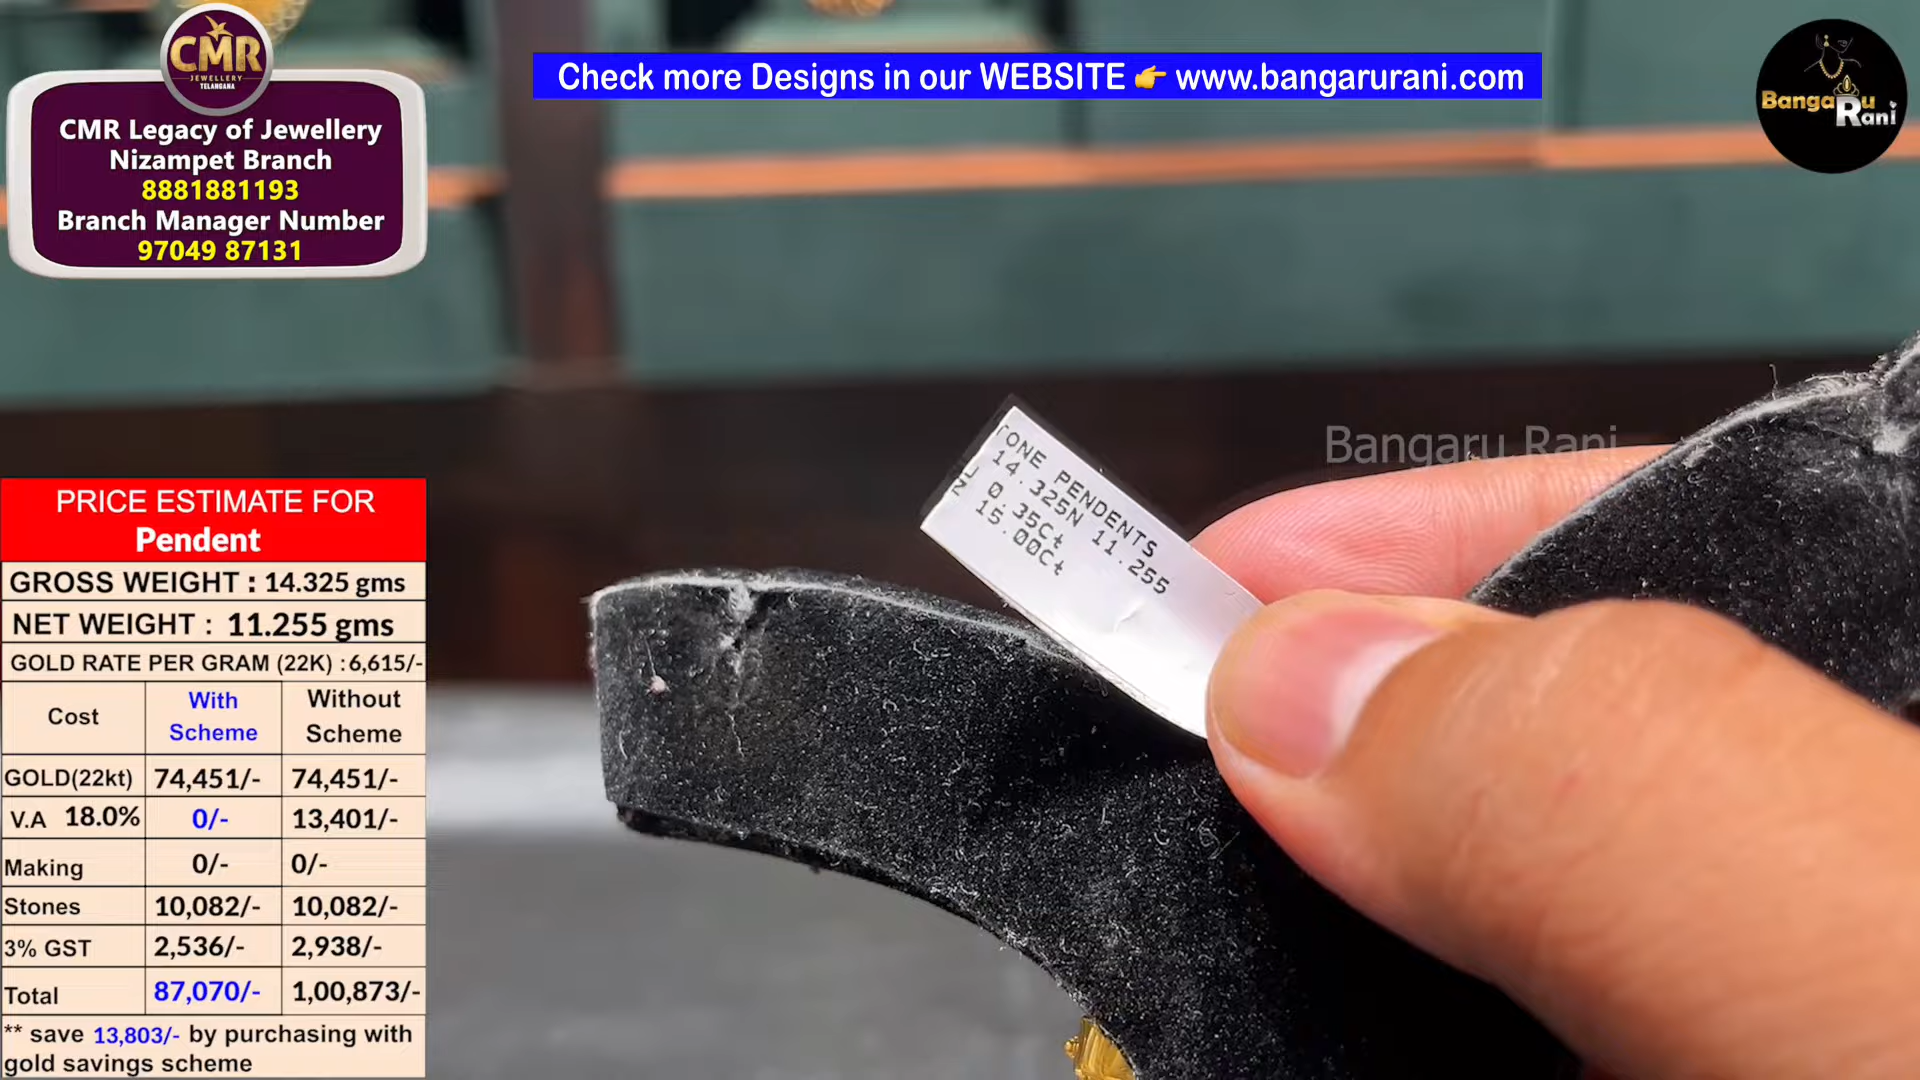 CMR
JEWELLERY
TELANGANA
CMR Legacy of Jewellery
Nizampet Branch
8881881193
Branch Manager Number
97049 87131
Check more Designs in our WEBSITE 👉 www.bangarurani.com
BangaRu
Rani
Bangaru Rani
TONE PENDENTS
14.325N 11.255
0.35Ct
15.00Ct
PRICE ESTIMATE FOR
Pendent
GROSS WEIGHT : 14.325 gms
NET WEIGHT : 11.255 gms
GOLD RATE PER GRAM (22K) :6,615/-
Cost With Scheme Without Scheme
GOLD(22kt) 74,451/- 74,451/-
V.A 18.0% 0/- 13,401/-
Making 0/- 0/-
Stones 10,082/- 10,082/-
3% GST 2,536/- 2,938/-
Total 87,070/- 1,00,873/-
** save 13,803/- by purchasing with
gold savings scheme